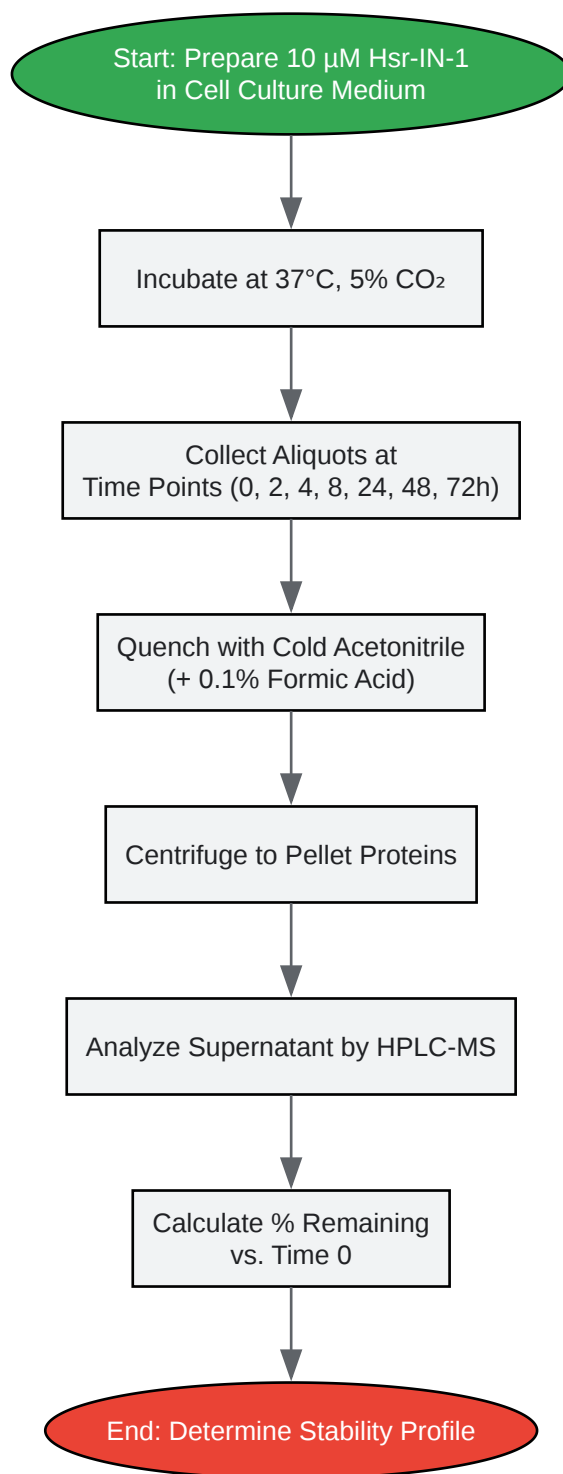 Start: Prepare 10 µM Hsr-IN-1
in Cell Culture Medium
Incubate at 37°C, 5% CO₂
Collect Aliquots at
Time Points (0, 2, 4, 8, 24, 48, 72h)
Quench with Cold Acetonitrile
(+ 0.1% Formic Acid)
Centrifuge to Pellet Proteins
Analyze Supernatant by HPLC-MS
Calculate % Remaining
vs. Time 0
End: Determine Stability Profile